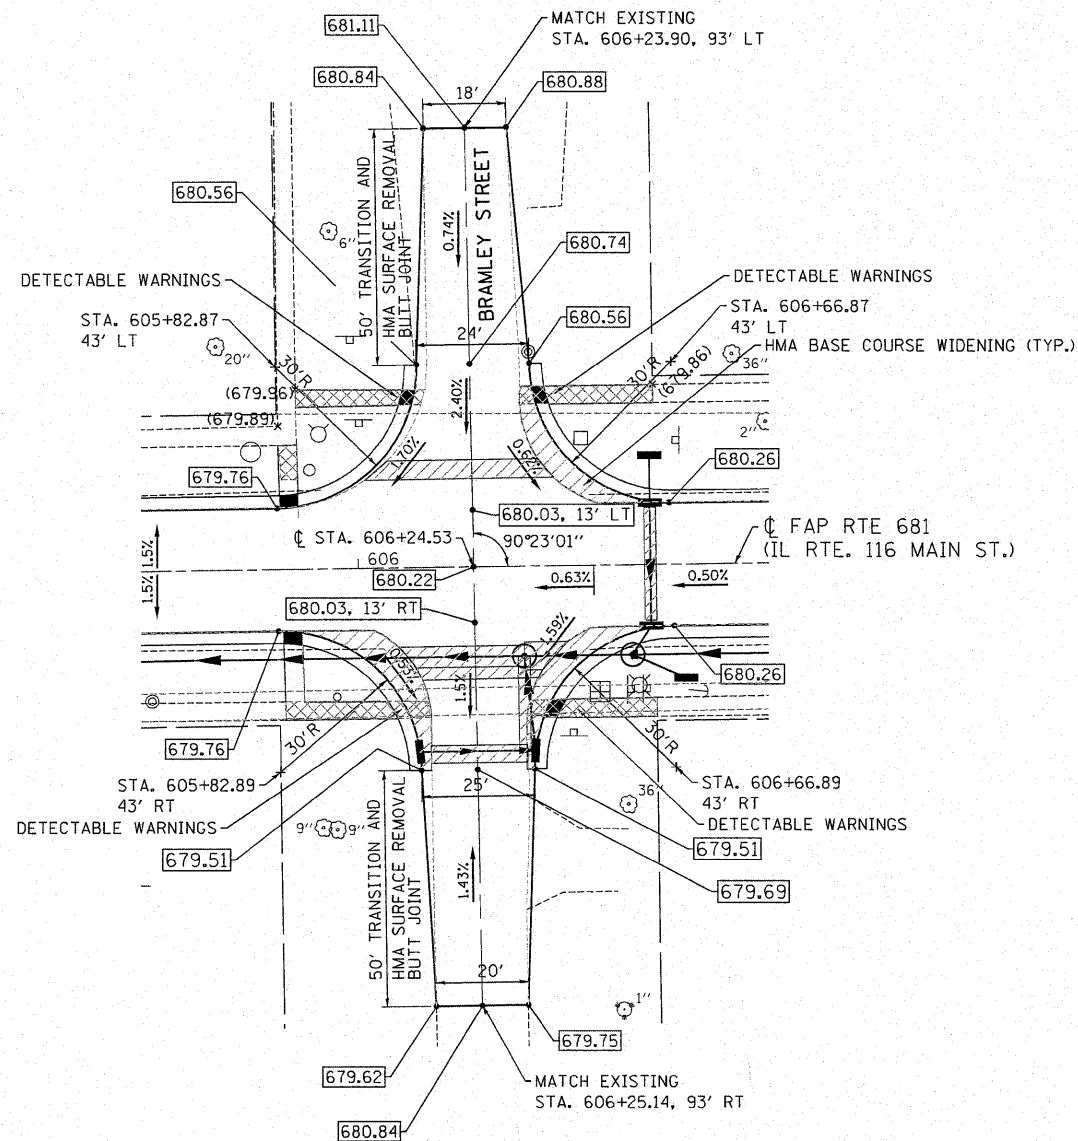 681.11
MATCH EXISTING
STA. 606+23.90, 93' LT
680.84
18'
680.88
50' TRANSITION AND
HMA SURFACE REMOVAL
BUTT JOINT
BRAMLEY STREET
0.74%
680.56
6"
680.74
DETECTABLE WARNINGS
DETECTABLE WARNINGS
STA. 605+82.87
43' LT
680.56
STA. 606+66.87
43' LT
24'
HMA BASE COURSE WIDENING (TYP.)
20"
30'R
30'R
36"
(679.96)
(679.86)
(679.89)
2.40%
2"
1.70%
0.62%
679.76
680.26
680.03, 13' LT
℄ STA. 606+24.53
90°23'01"
℄ FAP RTE 681
(IL RTE. 116 MAIN ST.)
606
1.5%
1.5%
680.22
0.63%
0.50%
680.03, 13' RT
1.59%
0.53%
1.5%
680.26
679.76
30'R
30'R
STA. 605+82.89
43' RT
STA. 606+66.89
43' RT
25'
36"
DETECTABLE WARNINGS
DETECTABLE WARNINGS
9"
9"
679.51
679.51
679.69
50' TRANSITION AND
HMA SURFACE REMOVAL
BUTT JOINT
1.43%
20'
1"
679.75
679.62
MATCH EXISTING
STA. 606+25.14, 93' RT
680.84